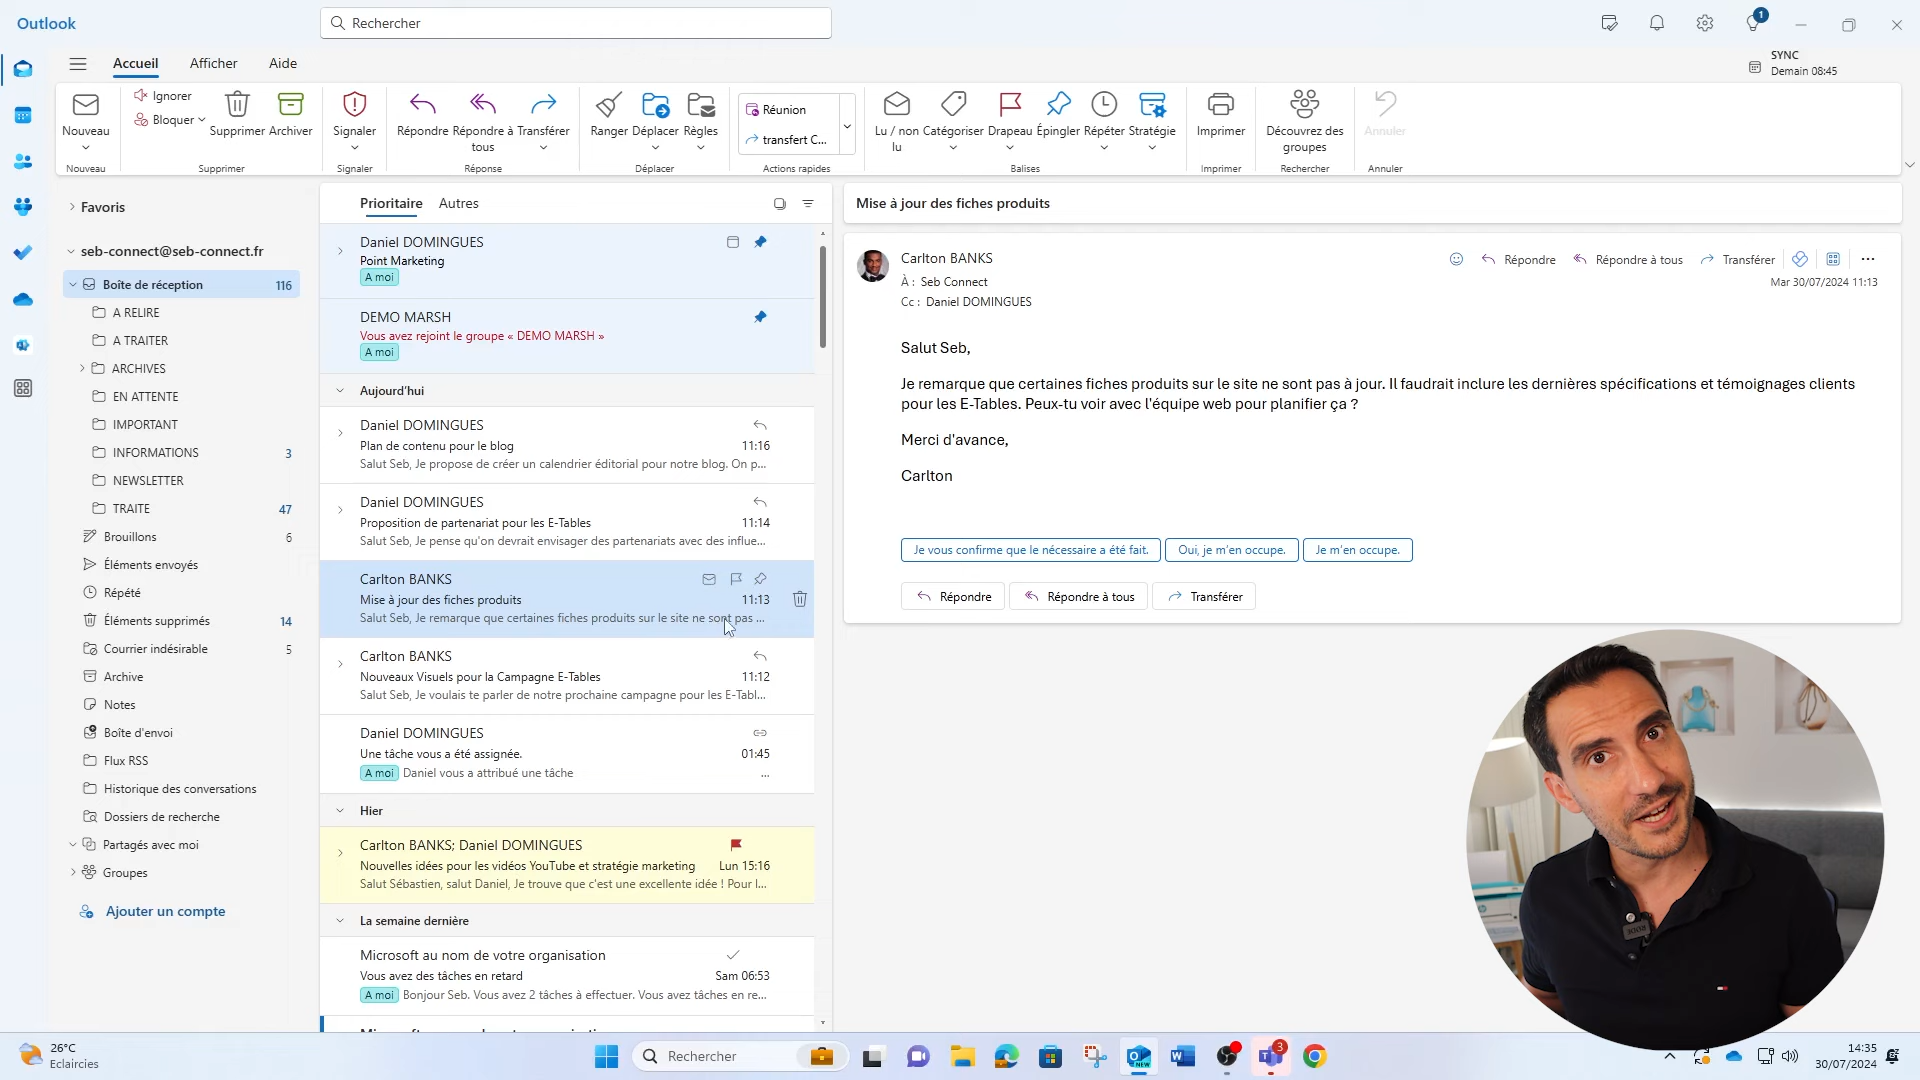 Outlook
Rechercher
1
SYNC
Demain 08:45
Accueil
Afficher
Aide
Nouveau
Ignorer
Bloquer
Supprimer
Archiver
Signaler
Répondre
Répondre à tous
Transférer
Ranger
Déplacer
Règles
Réunion
transfert C...
Lu / non lu
Catégoriser
Drapeau
Épingler
Répéter
Stratégie
Imprimer
Découvrez des groupes
Annuler
Nouveau
Supprimer
Signaler
Réponse
Déplacer
Actions rapides
Balises
Imprimer
Rechercher
Annuler
Favoris
seb-connect@seb-connect.fr
Boîte de réception 116
A RELIRE
A TRAITER
ARCHIVES
EN ATTENTE
IMPORTANT
INFORMATIONS 3
NEWSLETTER
TRAITE 47
Brouillons 6
Éléments envoyés
Répété
Éléments supprimés 14
Courrier indésirable 5
Archive
Notes
Boîte d'envoi
Flux RSS
Historique des conversations
Dossiers de recherche
Partagés avec moi
Groupes
Ajouter un compte
Prioritaire
Autres
Daniel DOMINGUES
Point Marketing
A moi
DEMO MARSH
Vous avez rejoint le groupe « DEMO MARSH »
A moi
Aujourd'hui
Daniel DOMINGUES
Plan de contenu pour le blog 11:16
Salut Seb, Je propose de créer un calendrier éditorial pour notre blog. On p...
Daniel DOMINGUES
Proposition de partenariat pour les E-Tables 11:14
Salut Seb, Je pense qu'on devrait envisager des partenariats avec des influe...
Carlton BANKS
Mise à jour des fiches produits 11:13
Salut Seb, Je remarque que certaines fiches produits sur le site ne sont pas ...
Carlton BANKS
Nouveaux Visuels pour la Campagne E-Tables 11:12
Salut Seb, Je voulais te parler de notre prochaine campagne pour les E-Tabl...
Daniel DOMINGUES
Une tâche vous a été assignée. 01:45
A moi Daniel vous a attribué une tâche ...
Hier
Carlton BANKS; Daniel DOMINGUES
Nouvelles idées pour les vidéos YouTube et stratégie marketing Lun 15:16
Salut Sébastien, salut Daniel, Je trouve que c'est une excellente idée ! Pour l...
La semaine dernière
Microsoft au nom de votre organisation
Vous avez des tâches en retard Sam 06:53
A moi Bonjour Seb. Vous avez 2 tâches à effectuer. Vous avez tâches en re...
Mise à jour des fiches produits
Carlton BANKS
À : Seb Connect
Cc : Daniel DOMINGUES
Répondre
Répondre à tous
Transférer
Mar 30/07/2024 11:13
Salut Seb,
Je remarque que certaines fiches produits sur le site ne sont pas à jour. Il faudrait inclure les dernières spécifications et témoignages clients
pour les E-Tables. Peux-tu voir avec l'équipe web pour planifier ça ?
Merci d'avance,
Carlton
Je vous confirme que le nécessaire a été fait.
Oui, je m'en occupe.
Je m'en occupe.
Répondre
Répondre à tous
Transférer
26°C
Eclaircies
Rechercher
NEW
3
14:35
30/07/2024